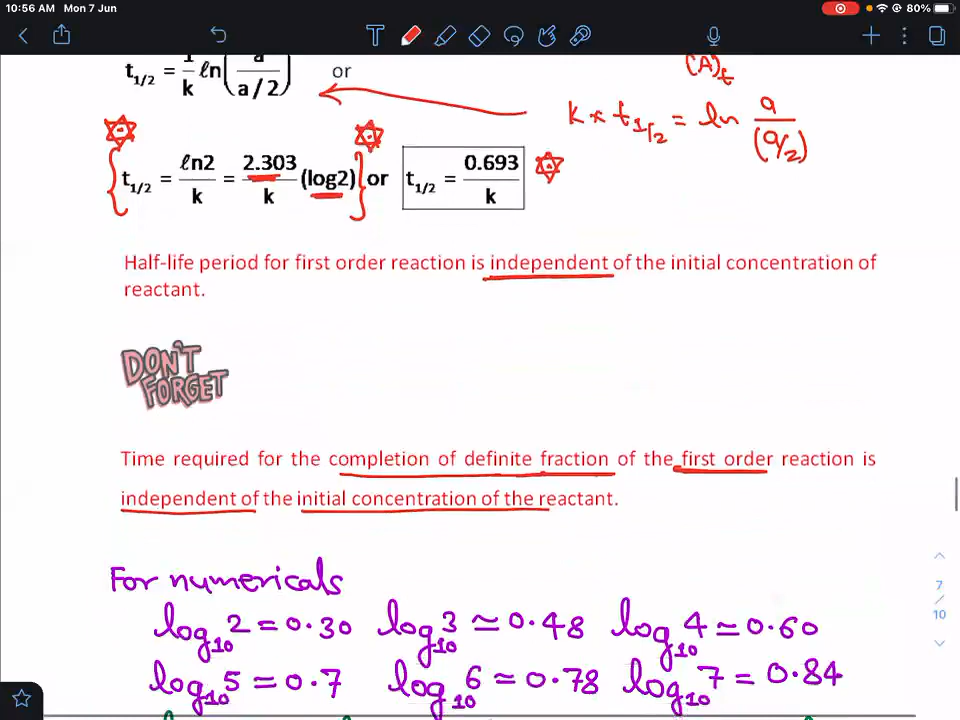 10:56 AM Mon 7 Jun
80%
(A)t
t1/2 = 1/k ℓn(a/(a/2)) or
k × t1/2 = ln a/(a/2)
t1/2 = ℓn2/k = 2.303/k (log2) or t1/2 = 0.693/k
Half-life period for first order reaction is independent of the initial concentration of
reactant.
DON'T
FORGET
Time required for the completion of definite fraction of the first order reaction is
independent of the initial concentration of the reactant.
For numericals
log10 2 = 0.30 log10 3 ≃ 0.48 log10 4 ≃ 0.60
log10 5 ≃ 0.7 log10 6 ≃ 0.78 log10 7 = 0.84
7
/
10